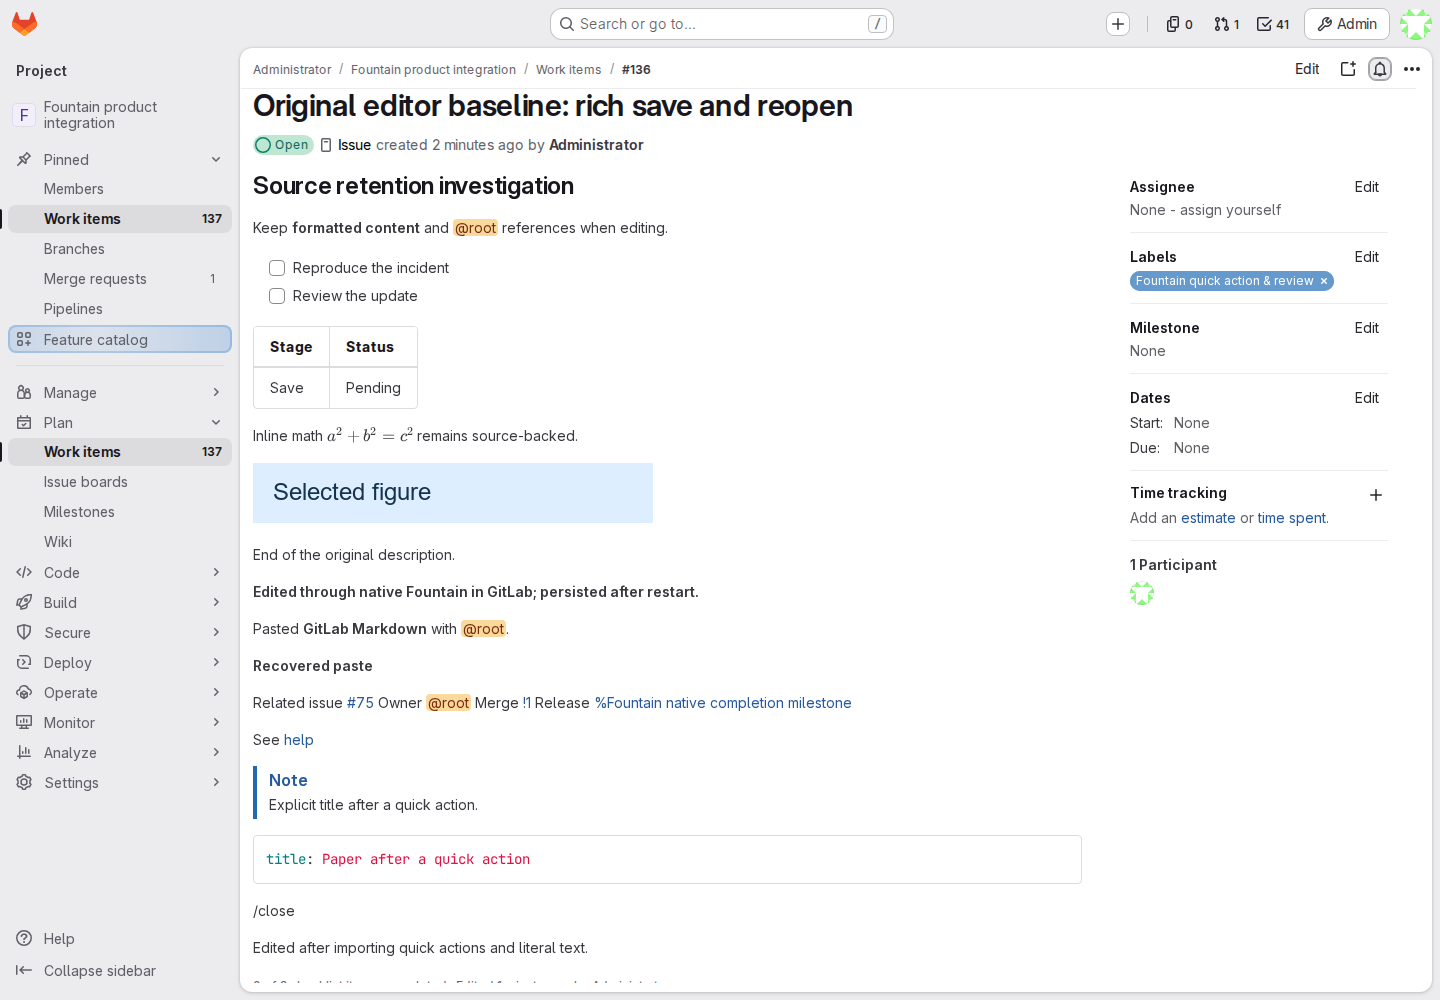 Search or go to...
/
0
1
41
Admin
Project
F
Fountain product integration
Pinned
Members
Work items
137
Branches
Merge requests
1
Pipelines
Feature catalog
Manage
Plan
Work items
137
Issue boards
Milestones
Wiki
Code
Build
Secure
Deploy
Operate
Monitor
Analyze
Settings
Help
Collapse sidebar
Administrator / Fountain product integration / Work items / #136
Edit
Original editor baseline: rich save and reopen
Open Issue created 2 minutes ago by Administrator
Source retention investigation
Keep formatted content and @root references when editing.
Reproduce the incident
Review the update
Stage Status
Save Pending
Inline math a² + b² = c² remains source-backed.
Selected figure
End of the original description.
Edited through native Fountain in GitLab; persisted after restart.
Pasted GitLab Markdown with @root.
Recovered paste
Related issue #75 Owner @root Merge !1 Release %Fountain native completion milestone
See help
Note
Explicit title after a quick action.
title: Paper after a quick action
/close
Edited after importing quick actions and literal text.
Assignee
Edit
None - assign yourself
Labels
Edit
Fountain quick action & review ×
Milestone
Edit
None
Dates
Edit
Start: None
Due: None
Time tracking
Add an estimate or time spent.
1 Participant